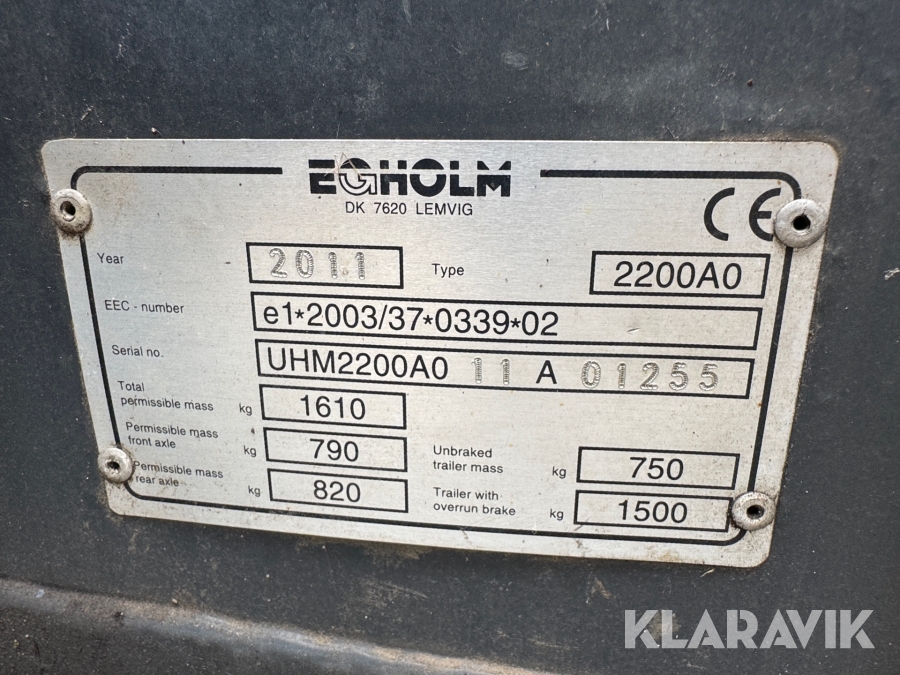 EGHOLM
DK 7620 LEMVIG
CE
Year 2011 Type 2200A0
EEC - number e1*2003/37*0339*02
Serial no. UHM2200A0 11 A 01255
Total
permissible mass kg 1610
Permissible mass
front axle kg 790
Unbraked
trailer mass kg 750
Permissible mass
rear axle kg 820
Trailer with
overrun brake kg 1500
KLARAVIK